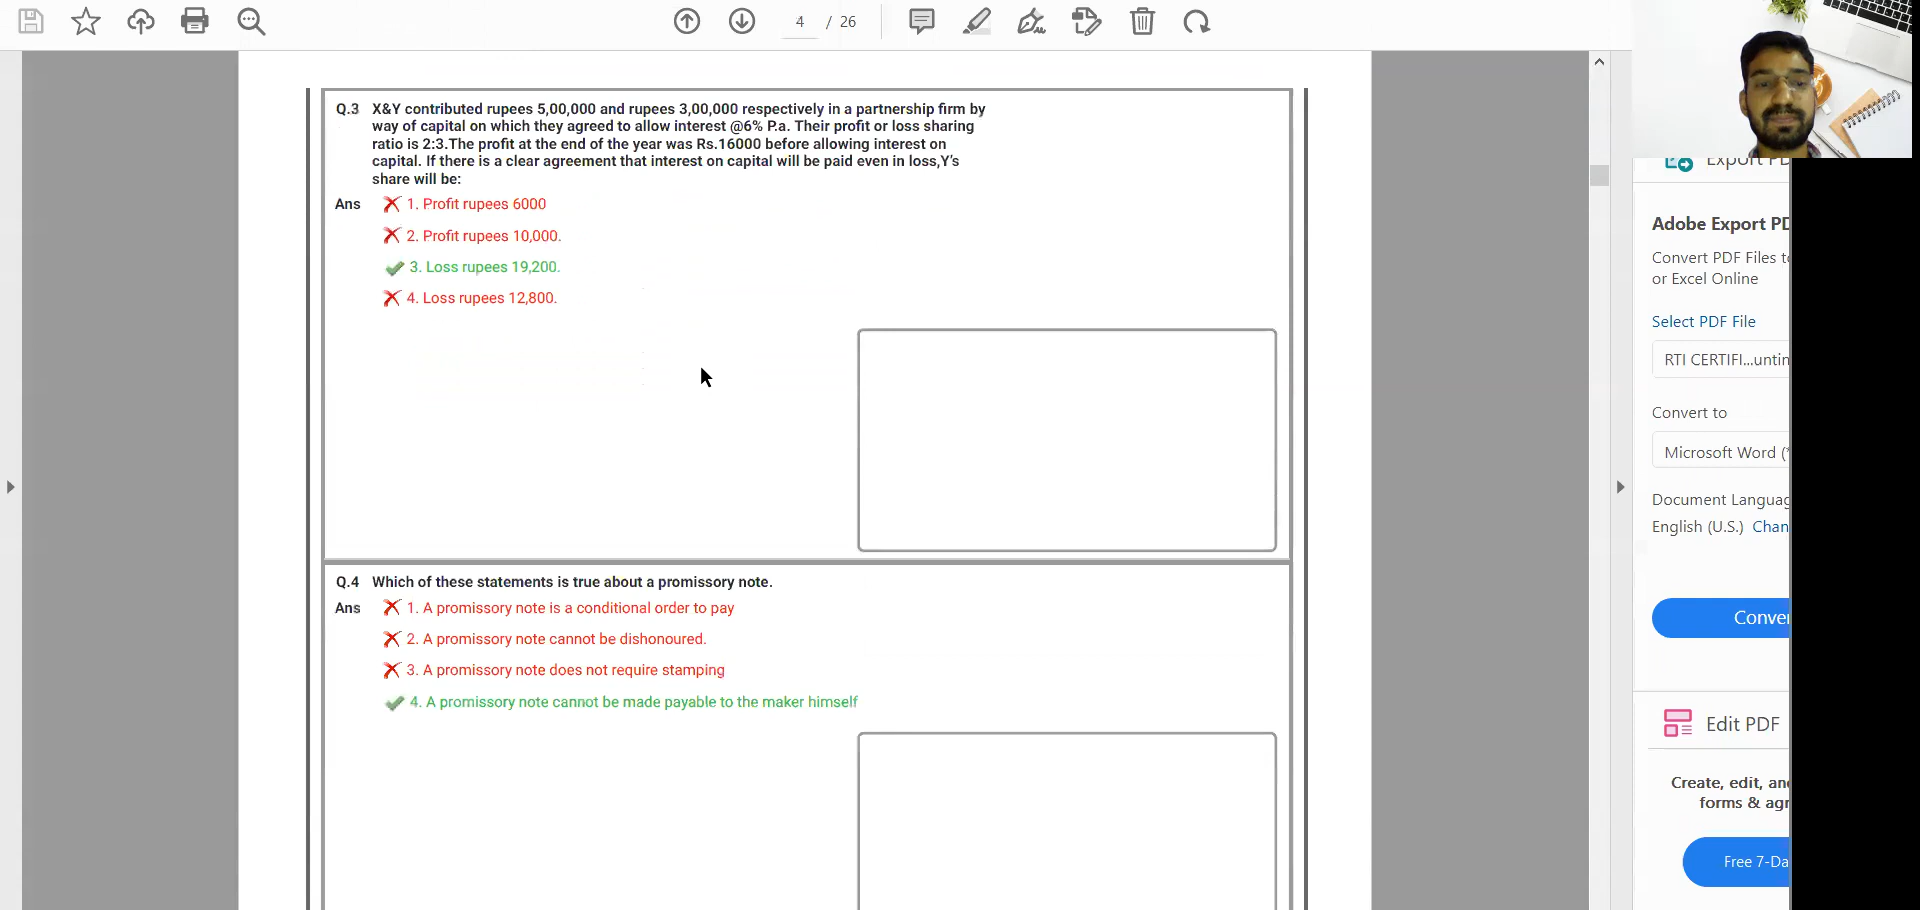 4 / 26
Q.3 X&Y contributed rupees 5,00,000 and rupees 3,00,000 respectively in a partnership firm by
way of capital on which they agreed to allow interest @6% P.a. Their profit or loss sharing
ratio is 2:3.The profit at the end of the year was Rs.16000 before allowing interest on
capital. If there is a clear agreement that interest on capital will be paid even in loss,Y's
share will be:
Ans 1. Profit rupees 6000
2. Profit rupees 10,000.
3. Loss rupees 19,200.
4. Loss rupees 12,800.
Q.4 Which of these statements is true about a promissory note.
Ans 1. A promissory note is a conditional order to pay
2. A promissory note cannot be dishonoured.
3. A promissory note does not require stamping
4. A promissory note cannot be made payable to the maker himself
Export PD
Adobe Export PD
Convert PDF Files to
or Excel Online
Select PDF File
RTI CERTIFI...untin
Convert to
Microsoft Word (*
Document Languag
English (U.S.) Chan
Conver
Edit PDF
Create, edit, and
forms & agr
Free 7-Da